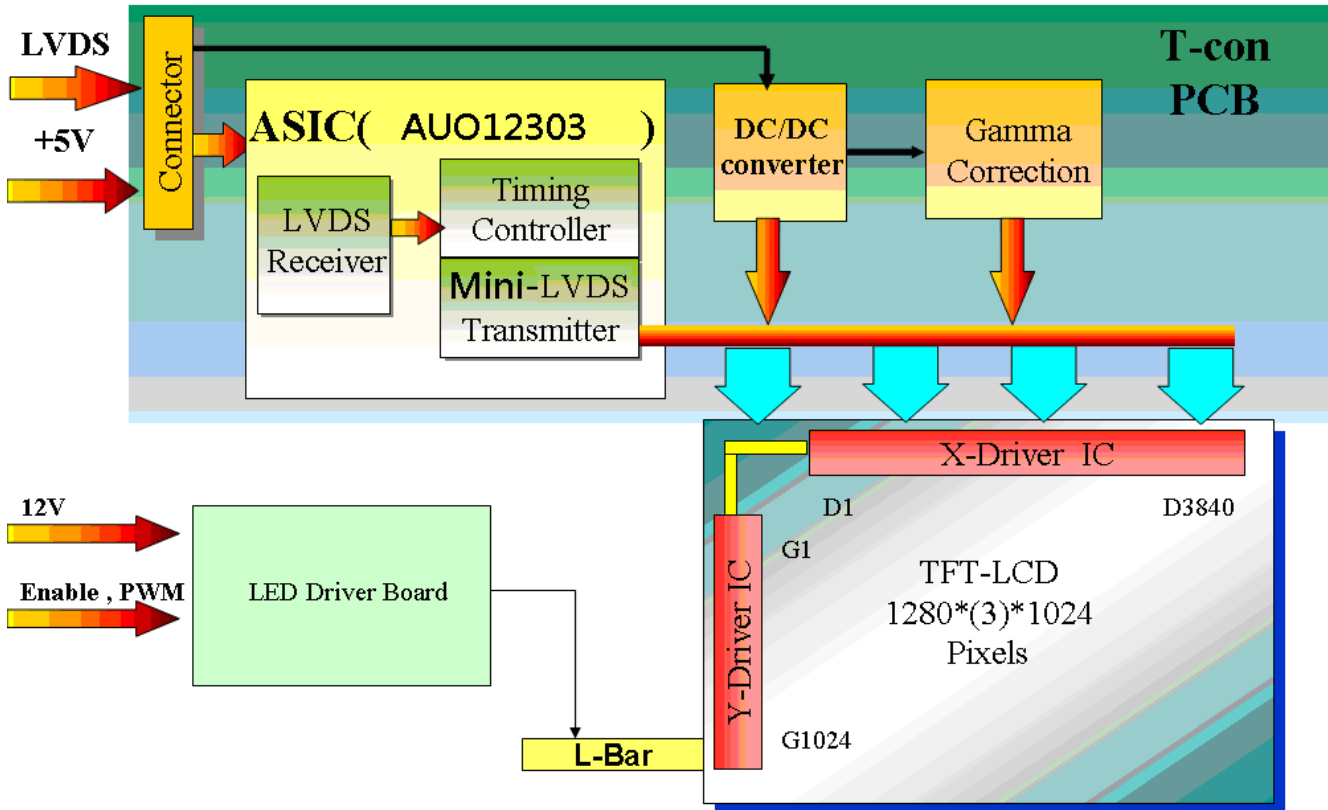 LVDS
+5V
Connector
T-con
PCB
ASIC( AUO12303 )
LVDS
Receiver
Timing
Controller
Mini-LVDS
Transmitter
DC/DC
converter
Gamma
Correction
X-Driver IC
D1
D3840
G1
Y-Driver IC
G1024
TFT-LCD
1280*(3)*1024
Pixels
12V
Enable , PWM
LED Driver Board
L-Bar